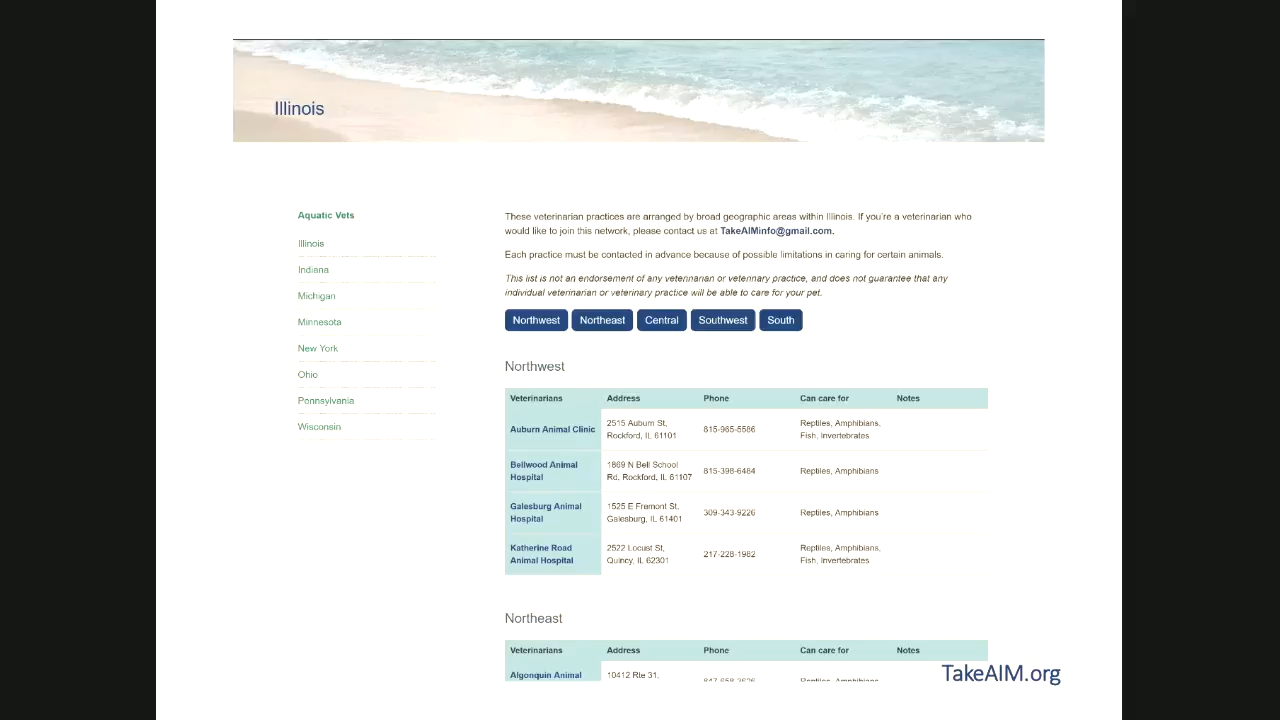 Illinois
Aquatic Vets
Illinois
Indiana
Michigan
Minnesota
New York
Ohio
Pennsylvania
Wisconsin
These veterinarian practices are arranged by broad geographic areas within Illinois. If you're a veterinarian who
would like to join this network, please contact us at TakeAIMinfo@gmail.com.
Each practice must be contacted in advance because of possible limitations in caring for certain animals.
This list is not an endorsement of any veterinarian or veterinary practice, and does not guarantee that any
individual veterinarian or veterinary practice will be able to care for your pet.
Northwest Northeast Central Southwest South
Northwest
Veterinarians Address Phone Can care for Notes
Auburn Animal Clinic 2515 Auburn St, 815-965-5586 Reptiles, Amphibians,
Rockford, IL 61101 Fish, Invertebrates
Bellwood Animal 1869 N Bell School 815-398-6484 Reptiles, Amphibians
Hospital Rd, Rockford, IL 61107
Galesburg Animal 1525 E Fremont St, 309-343-9226 Reptiles, Amphibians
Hospital Galesburg, IL 61401
Katherine Road 2522 Locust St, 217-228-1982 Reptiles, Amphibians,
Animal Hospital Quincy, IL 62301 Fish, Invertebrates
Northeast
Veterinarians Address Phone Can care for Notes
Algonquin Animal 10412 Rte 31,
TakeAIM.org